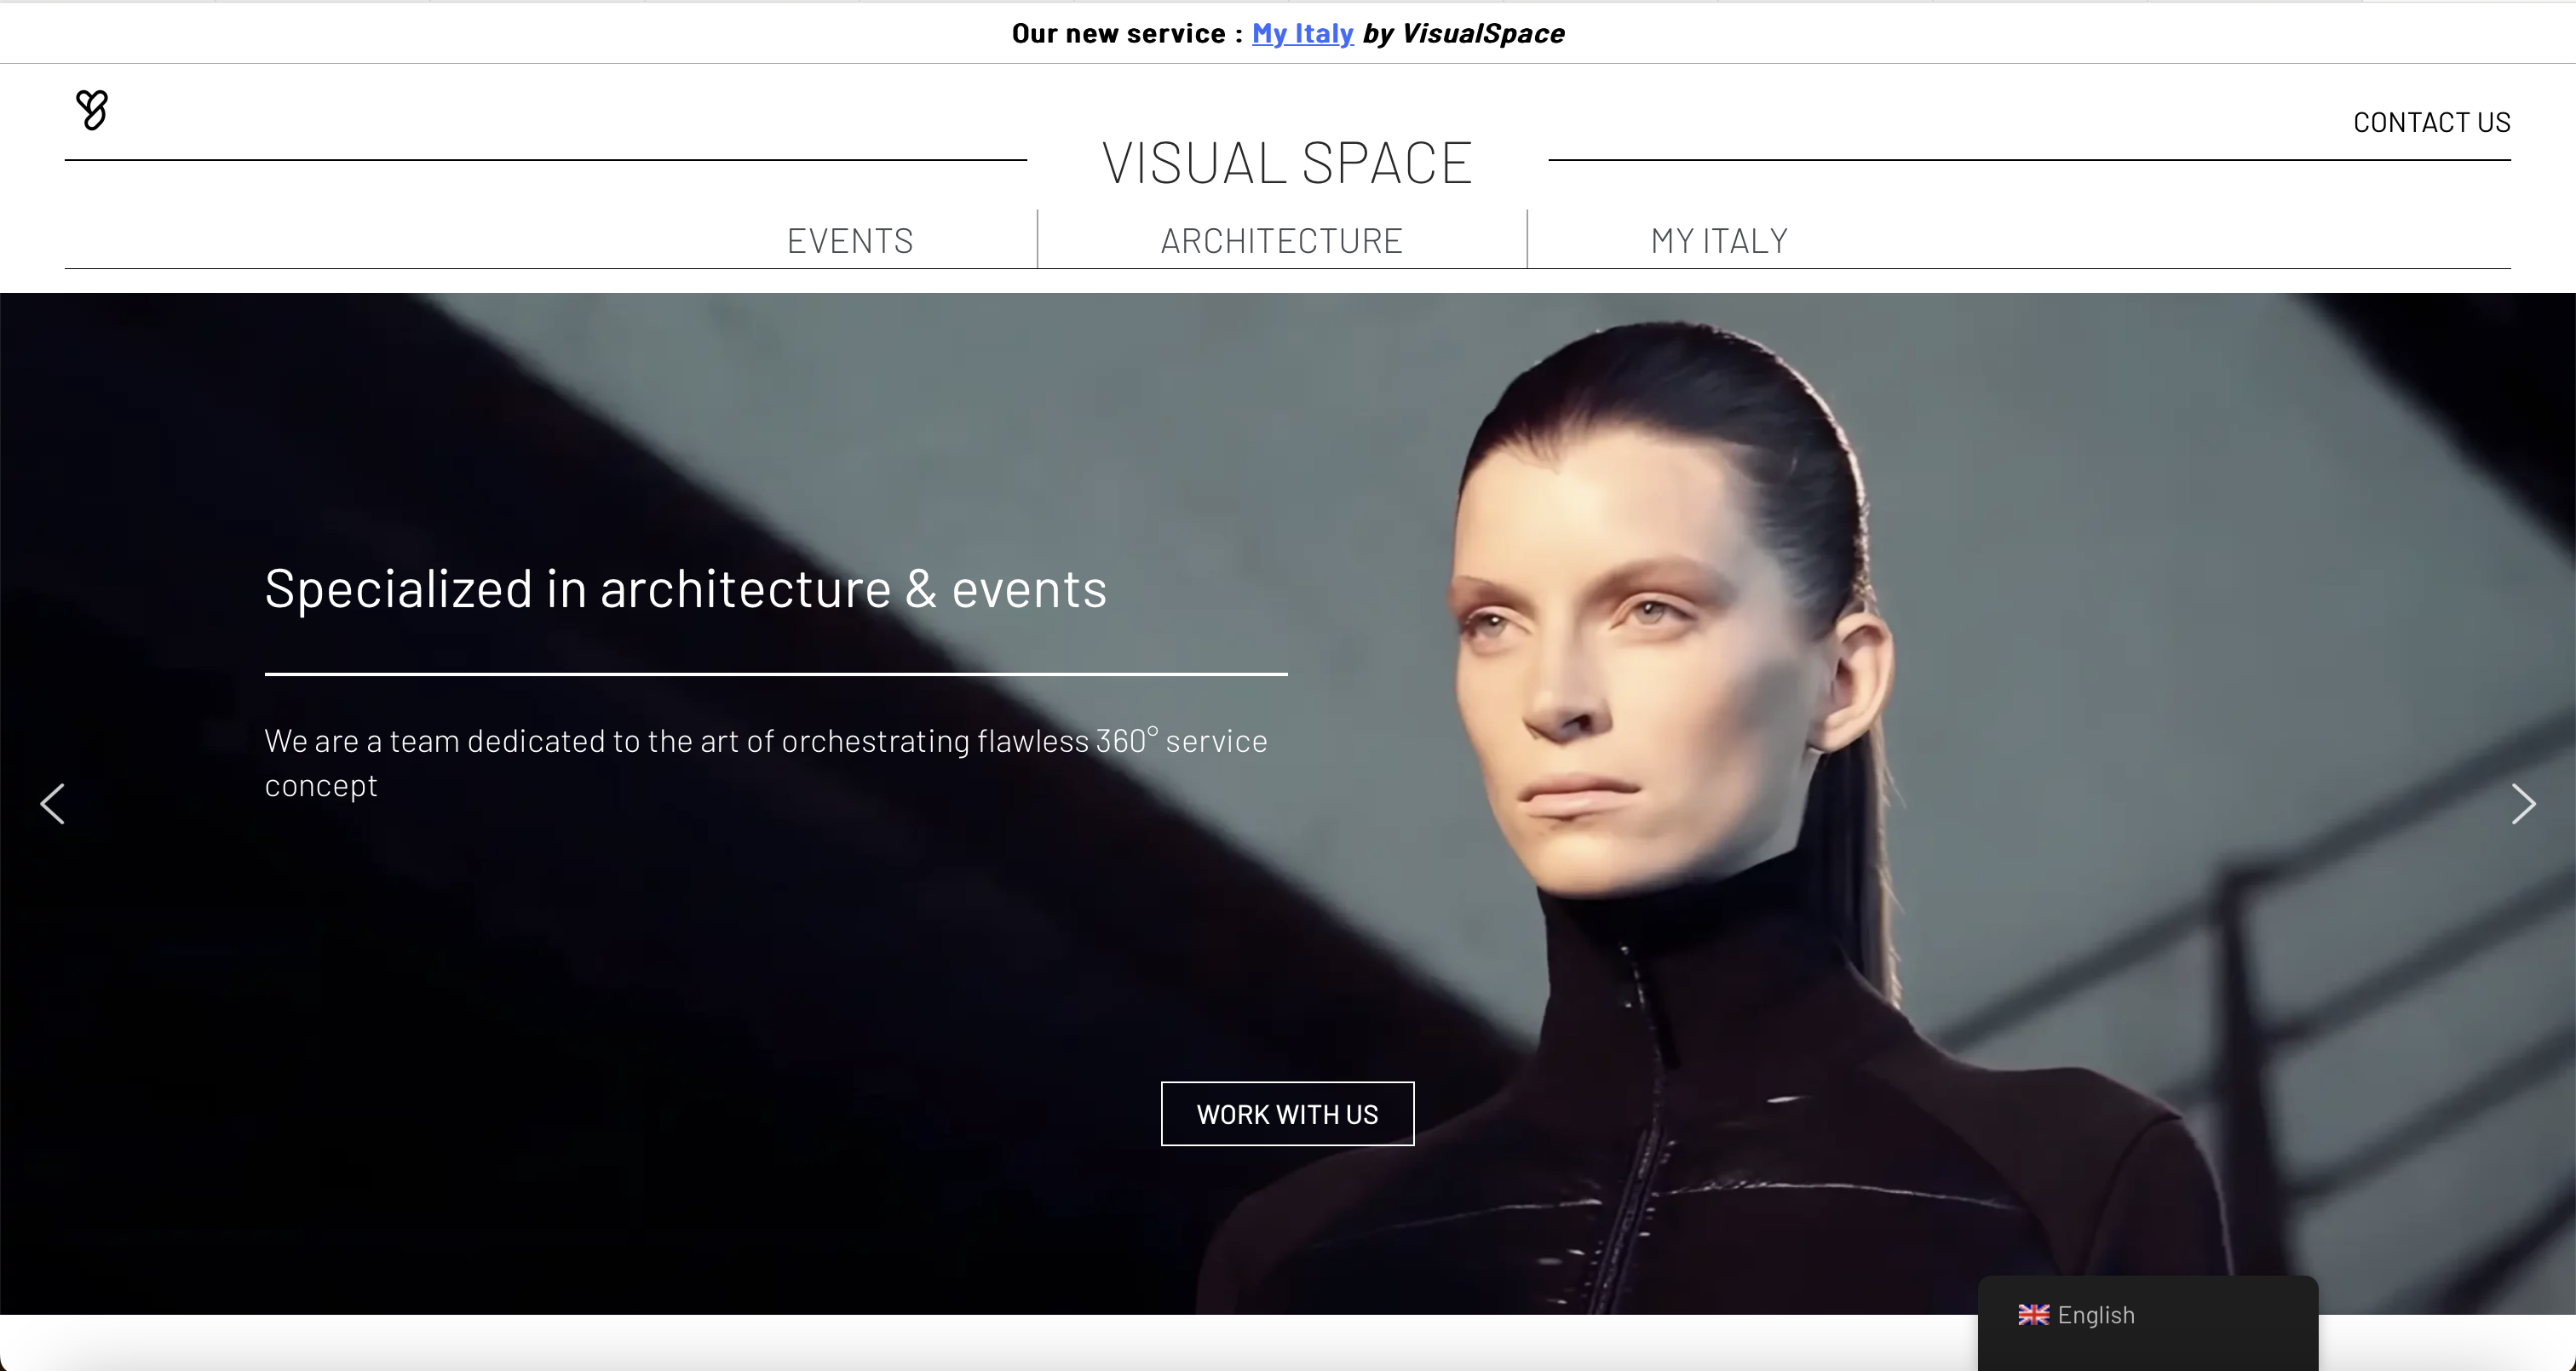 Our new service : My Italy by VisualSpace
CONTACT US
VISUAL SPACE
EVENTS
ARCHITECTURE
MY ITALY
Specialized in architecture & events
We are a team dedicated to the art of orchestrating flawless 360° service
concept
WORK WITH US
English